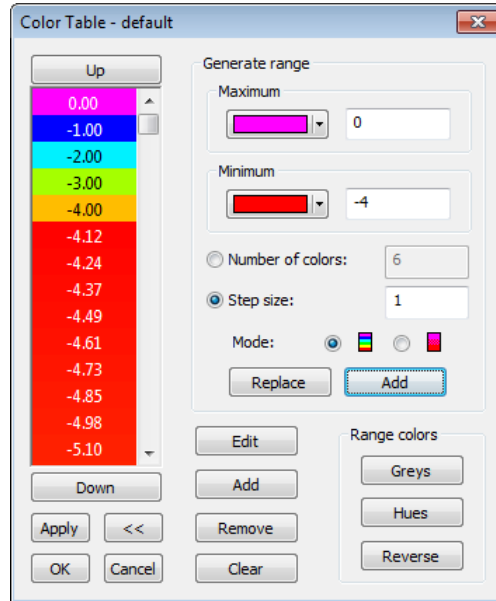 Color Table - default
Up
0.00
-1.00
-2.00
-3.00
-4.00
-4.12
-4.24
-4.37
-4.49
-4.61
-4.73
-4.85
-4.98
-5.10
Down
Apply <<
OK Cancel
Generate range
Maximum
0
Minimum
-4
Number of colors: 6
Step size: 1
Mode:
Replace Add
Edit
Add
Remove
Clear
Range colors
Greys
Hues
Reverse